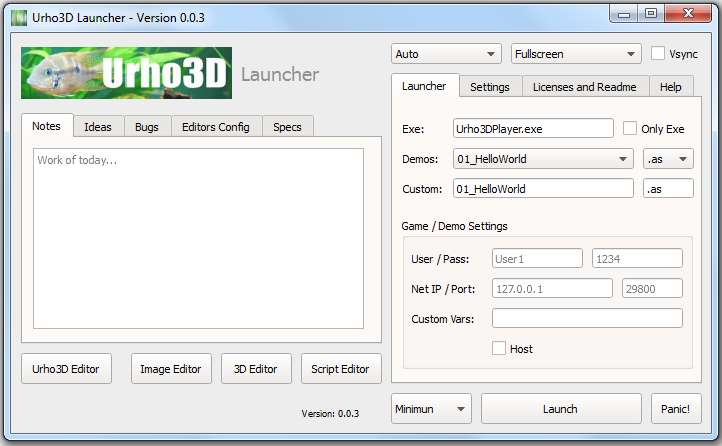 Urho3D Launcher - Version 0.0.3
Urho3D Launcher
Auto
Fullscreen
Vsync
Notes
Ideas
Bugs
Editors Config
Specs
Work of today...
Urho3D Editor
Image Editor
3D Editor
Script Editor
Version: 0.0.3
Launcher
Settings
Licenses and Readme
Help
Exe: Urho3DPlayer.exe Only Exe
Demos: 01_HelloWorld .as
Custom: 01_HelloWorld .as
Game / Demo Settings
User / Pass: User1 1234
Net IP / Port: 127.0.0.1 29800
Custom Vars:
Host
Minimun
Launch
Panic!